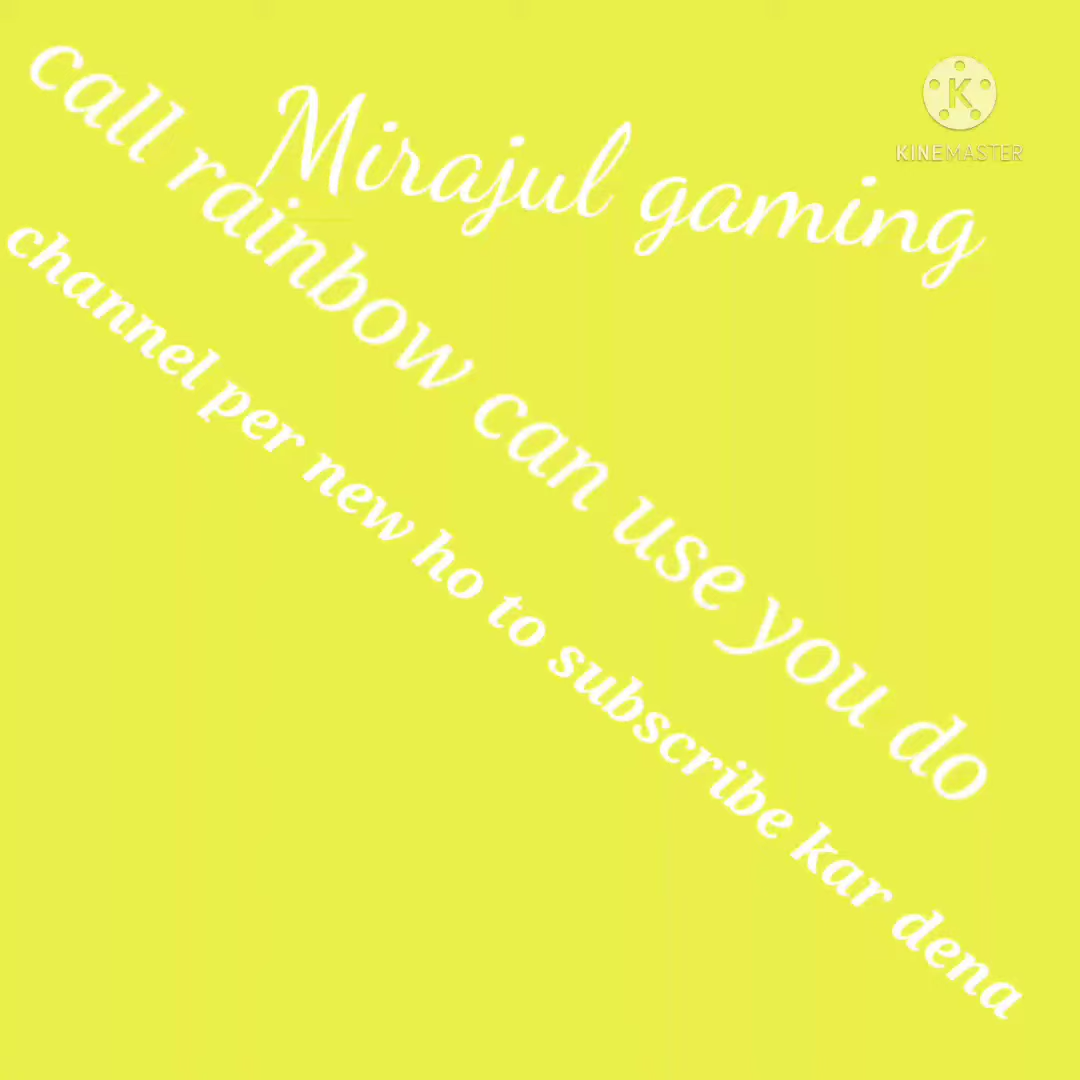 Mirajul gaming
KINEMASTER
call rainbow can use you do
channel per new ho to subscribe kar dena